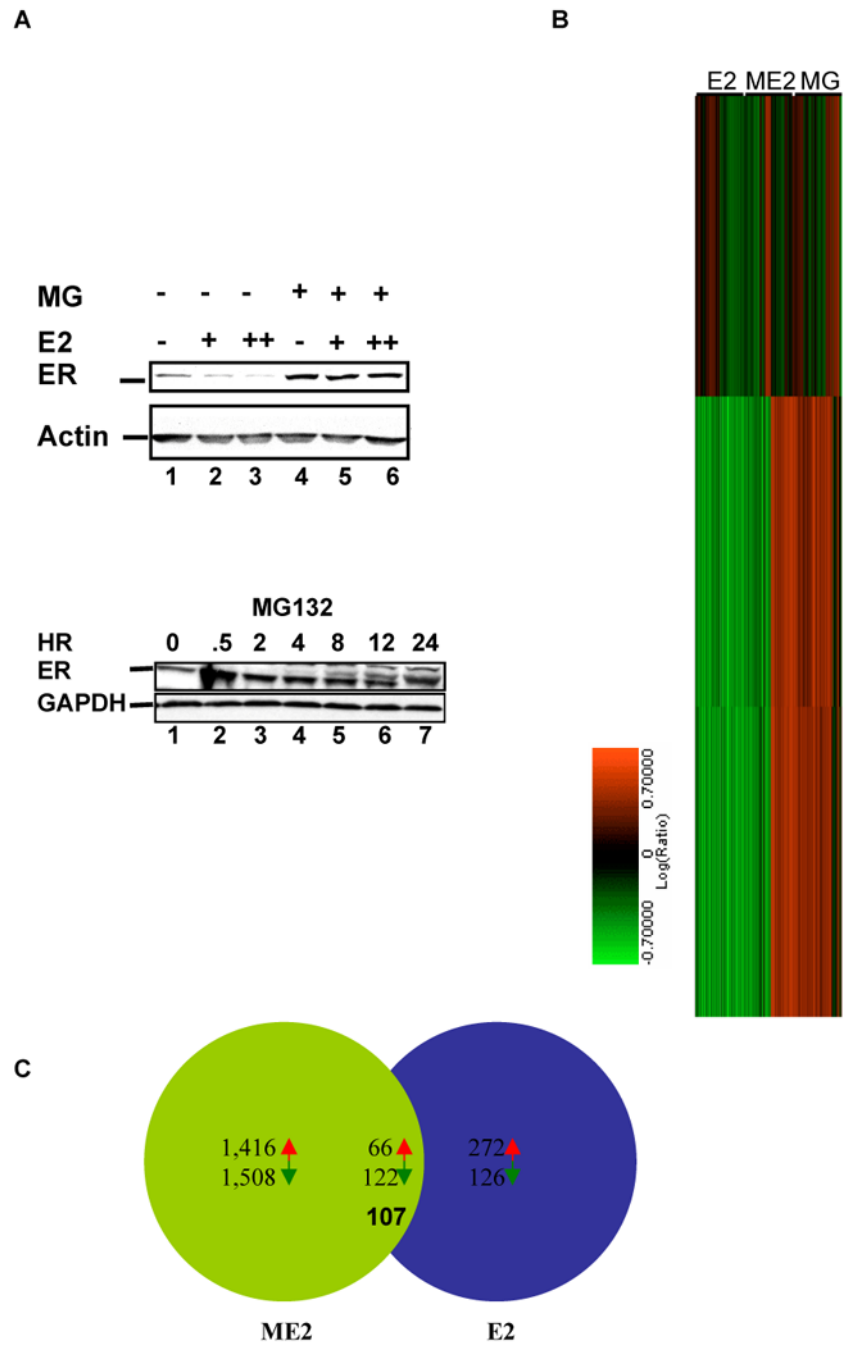 A
B
E2 ME2 MG
MG - - - + + +
E2 - + ++ - + ++
ER
Actin
1 2 3 4 5 6
MG132
HR 0 .5 2 4 8 12 24
ER
GAPDH
1 2 3 4 5 6 7
0.70000
0
-0.70000
Log(Ratio)
C
1,416 66 272
1,508 122 126
107
ME2 E2